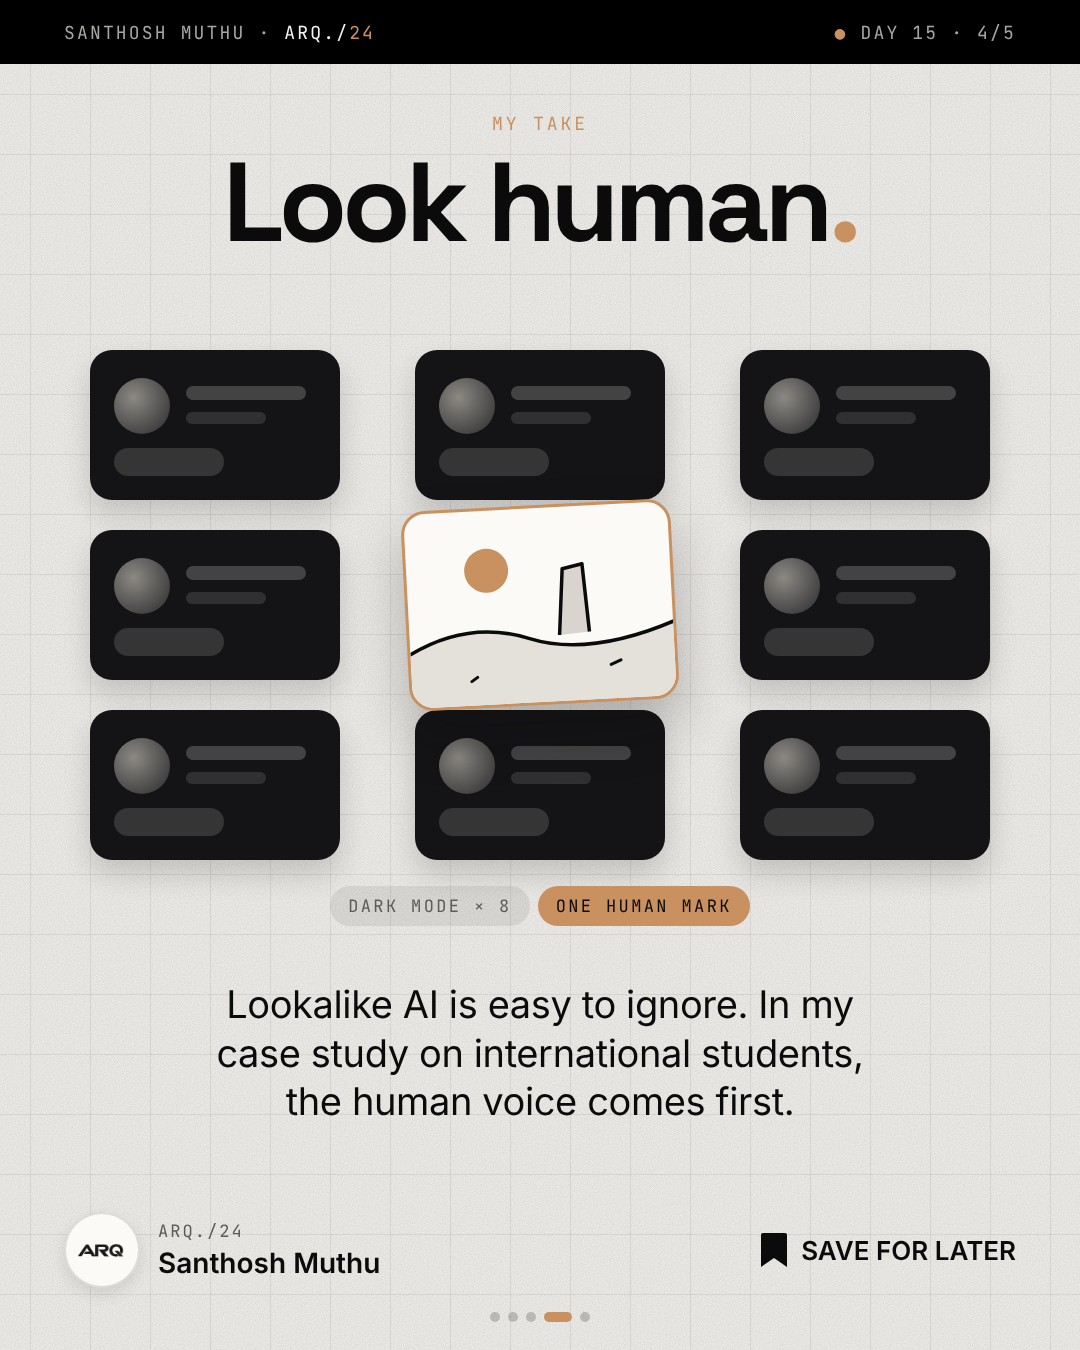 SANTHOSH MUTHU · ARQ./24
● DAY 15 · 4/5
MY TAKE
Look human.
DARK MODE × 8
ONE HUMAN MARK
Lookalike AI is easy to ignore. In my
case study on international students,
the human voice comes first.
ARQ
ARQ./24
Santhosh Muthu
SAVE FOR LATER